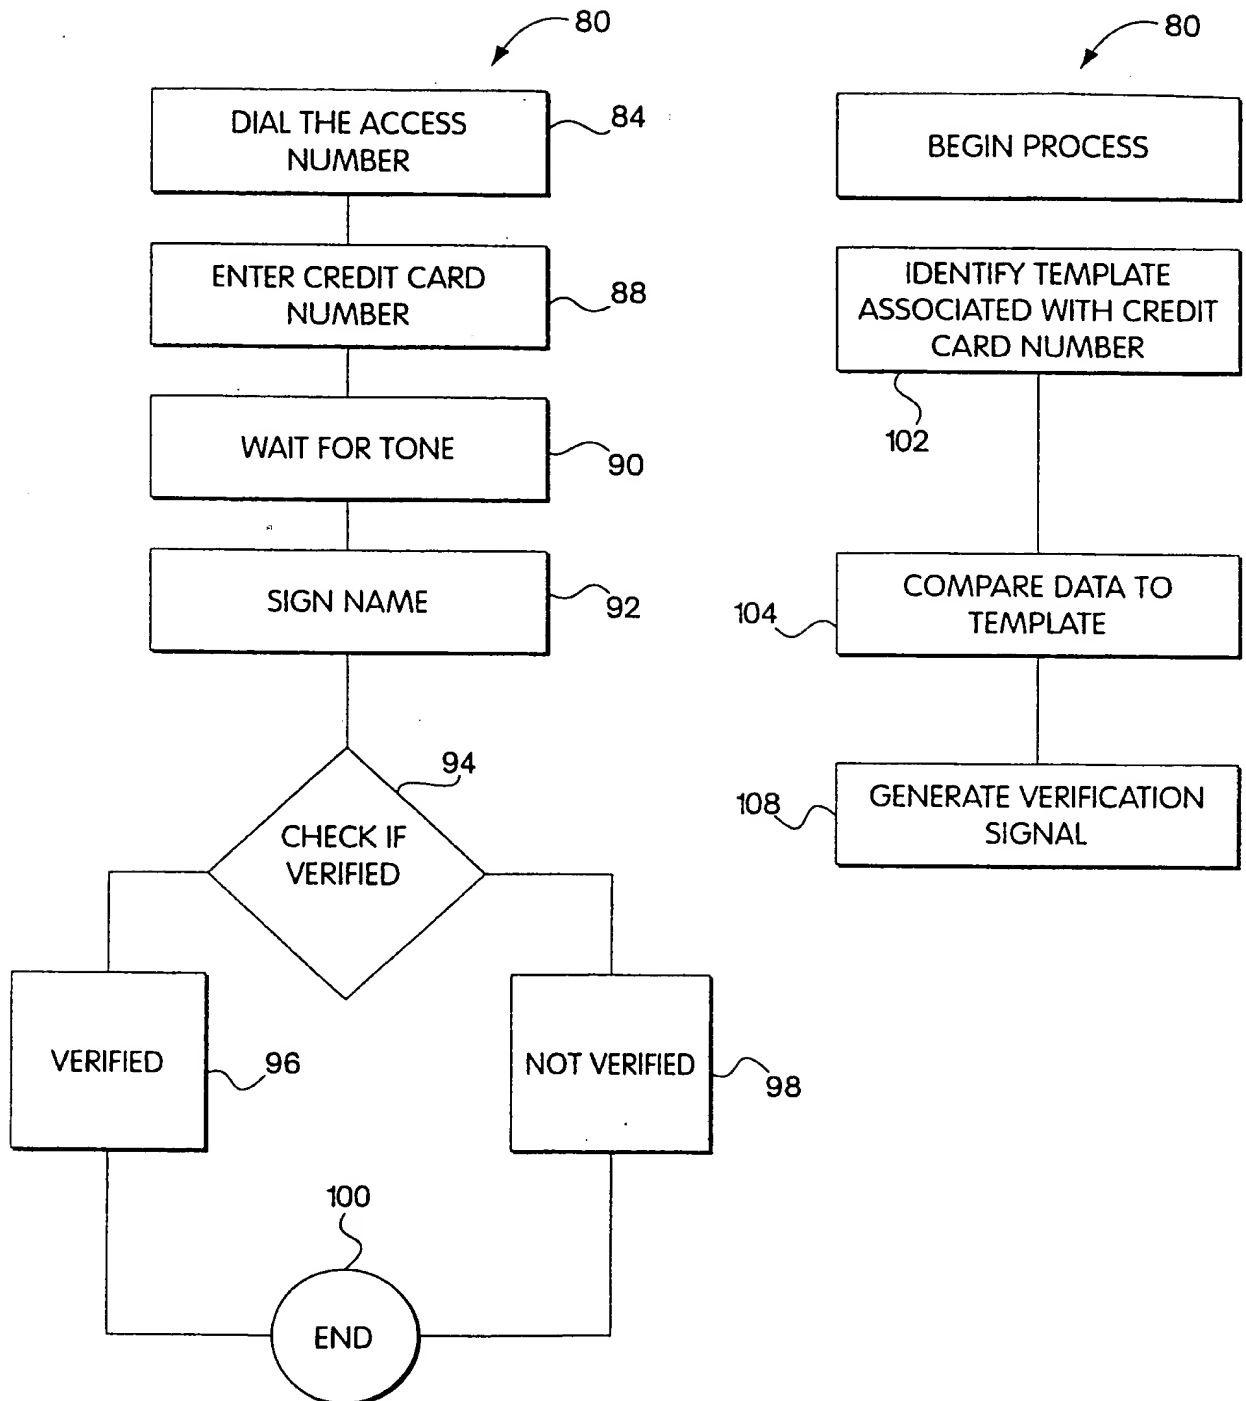 80
DIAL THE ACCESS
NUMBER
84
ENTER CREDIT CARD
NUMBER
88
WAIT FOR TONE
90
SIGN NAME
92
94
CHECK IF
VERIFIED
VERIFIED
96
NOT VERIFIED
98
100
END
80
BEGIN PROCESS
IDENTIFY TEMPLATE
ASSOCIATED WITH CREDIT
CARD NUMBER
102
COMPARE DATA TO
TEMPLATE
104
GENERATE VERIFICATION
SIGNAL
108